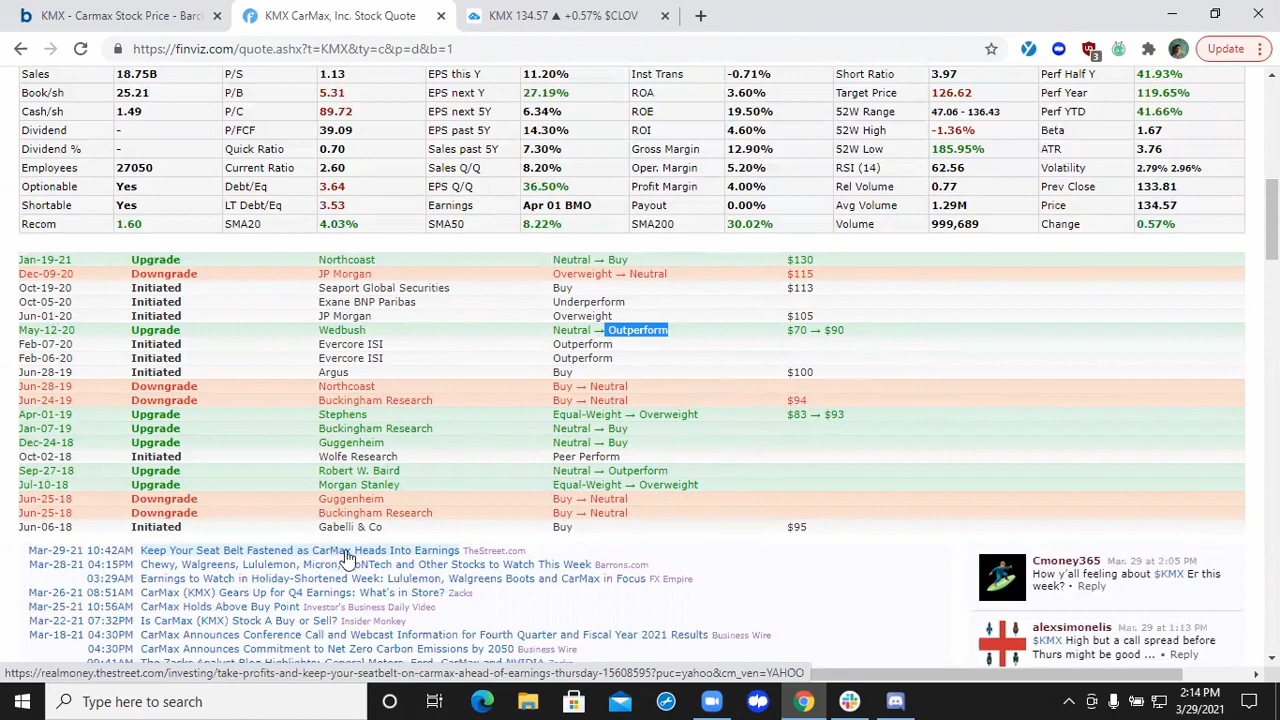 KMX - Carmax Stock Price - Barc
KMX CarMax, Inc. Stock Quote
KMX 134.57 ▲ +0.57% $CLOV
https://finviz.com/quote.ashx?t=KMX&ty=c&p=d&b=1
3
Update
Sales 18.75B P/S 1.13 EPS this Y 11.20% Inst Trans -0.71% Short Ratio 3.97 Perf Half Y 41.93%
Book/sh 25.21 P/B 5.31 EPS next Y 27.19% ROA 3.60% Target Price 126.62 Perf Year 119.65%
Cash/sh 1.49 P/C 89.72 EPS next 5Y 6.34% ROE 19.50% 52W Range 47.06 - 136.43 Perf YTD 41.66%
Dividend - P/FCF 39.09 EPS past 5Y 14.30% ROI 4.60% 52W High -1.36% Beta 1.67
Dividend % - Quick Ratio 0.70 Sales past 5Y 7.30% Gross Margin 12.90% 52W Low 185.95% ATR 3.76
Employees 27050 Current Ratio 2.60 Sales Q/Q 8.20% Oper. Margin 5.20% RSI (14) 62.56 Volatility 2.79% 2.96%
Optionable Yes Debt/Eq 3.64 EPS Q/Q 36.50% Profit Margin 4.00% Rel Volume 0.77 Prev Close 133.81
Shortable Yes LT Debt/Eq 3.53 Earnings Apr 01 BMO Payout 0.00% Avg Volume 1.29M Price 134.57
Recom 1.60 SMA20 4.03% SMA50 8.22% SMA200 30.02% Volume 999,689 Change 0.57%
Jan-19-21 Upgrade Northcoast Neutral → Buy $130
Dec-09-20 Downgrade JP Morgan Overweight → Neutral $115
Oct-19-20 Initiated Seaport Global Securities Buy $113
Oct-05-20 Initiated Exane BNP Paribas Underperform
Jun-01-20 Initiated JP Morgan Overweight $105
May-12-20 Upgrade Wedbush Neutral → Outperform $70 → $90
Feb-07-20 Initiated Evercore ISI Outperform
Feb-06-20 Initiated Evercore ISI Outperform
Jun-28-19 Initiated Argus Buy $100
Jun-28-19 Downgrade Northcoast Buy → Neutral
Jun-24-19 Downgrade Buckingham Research Buy → Neutral $94
Apr-01-19 Upgrade Stephens Equal-Weight → Overweight $83 → $93
Jan-07-19 Upgrade Buckingham Research Neutral → Buy
Dec-24-18 Upgrade Guggenheim Neutral → Buy
Oct-02-18 Initiated Wolfe Research Peer Perform
Sep-27-18 Upgrade Robert W. Baird Neutral → Outperform
Jul-10-18 Upgrade Morgan Stanley Equal-Weight → Overweight
Jun-25-18 Downgrade Guggenheim Buy → Neutral
Jun-25-18 Downgrade Buckingham Research Buy → Neutral
Jun-06-18 Initiated Gabelli & Co Buy $95
Mar-29-21 10:42AM Keep Your Seat Belt Fastened as CarMax Heads Into Earnings TheStreet.com
Mar-28-21 04:15PM Chewy, Walgreens, Lululemon, Micron, Other Stocks to Watch This Week Barrons.com
03:29AM Earnings to Watch in Holiday-Shortened Week: Lululemon, Walgreens Boots and CarMax in Focus FX Empire
Mar-26-21 08:51AM CarMax (KMX) Gears Up for Q4 Earnings: What's in Store? Zacks
Mar-25-21 10:56AM CarMax Holds Above Buy Point Investor's Business Daily Video
Mar-22-21 07:32PM Is CarMax (KMX) Stock A Buy or Sell? Insider Monkey
Mar-18-21 04:30PM CarMax Announces Conference Call and Webcast Information for Fourth Quarter and Fiscal Year 2021 Results Business Wire
04:30PM CarMax Announces Commitment to Net Zero Carbon Emissions by 2050 Business Wire
09:41AM The Zacks Analyst Blog Highlights: General Motors, Ford, CarMax and NVIDIA Zacks
Cmoney365 Mar. 29 at 2:05 PM
How y'all feeling about $KMX Er this
week? • Reply
alexsimonelis Mar. 29 at 1:13 PM
$KMX High but a call spread before
Thurs might be good ... • Reply
https://realmoney.thestreet.com/investing/take-profits-and-keep-your-seatbelt-on-carmax-ahead-of-earnings-thursday-15608595?puc=yahoo&cm_ven=YAHOO
Type here to search
2:14 PM
3/29/2021